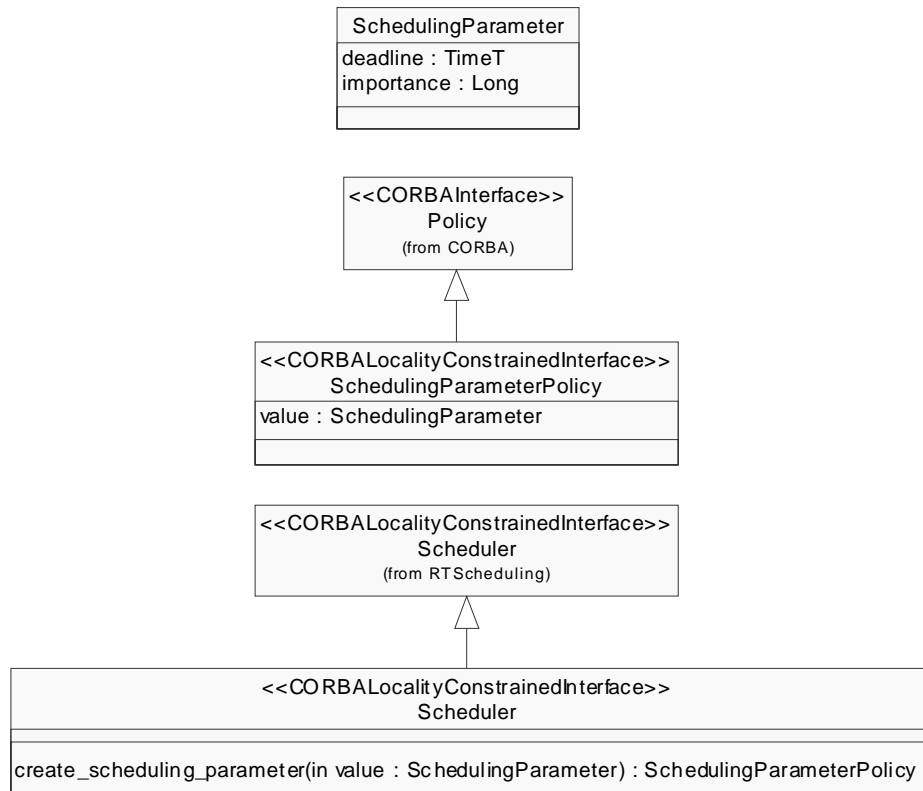 SchedulingParameter
deadline : TimeT
importance : Long
<<CORBAInterface>>
Policy
(from CORBA)
<<CORBALocalityConstrainedInterface>>
SchedulingParameterPolicy
value : SchedulingParameter
<<CORBALocalityConstrainedInterface>>
Scheduler
(from RTScheduling)
<<CORBALocalityConstrainedInterface>>
Scheduler
create_scheduling_parameter(in value : SchedulingParameter) : SchedulingParameterPolicy